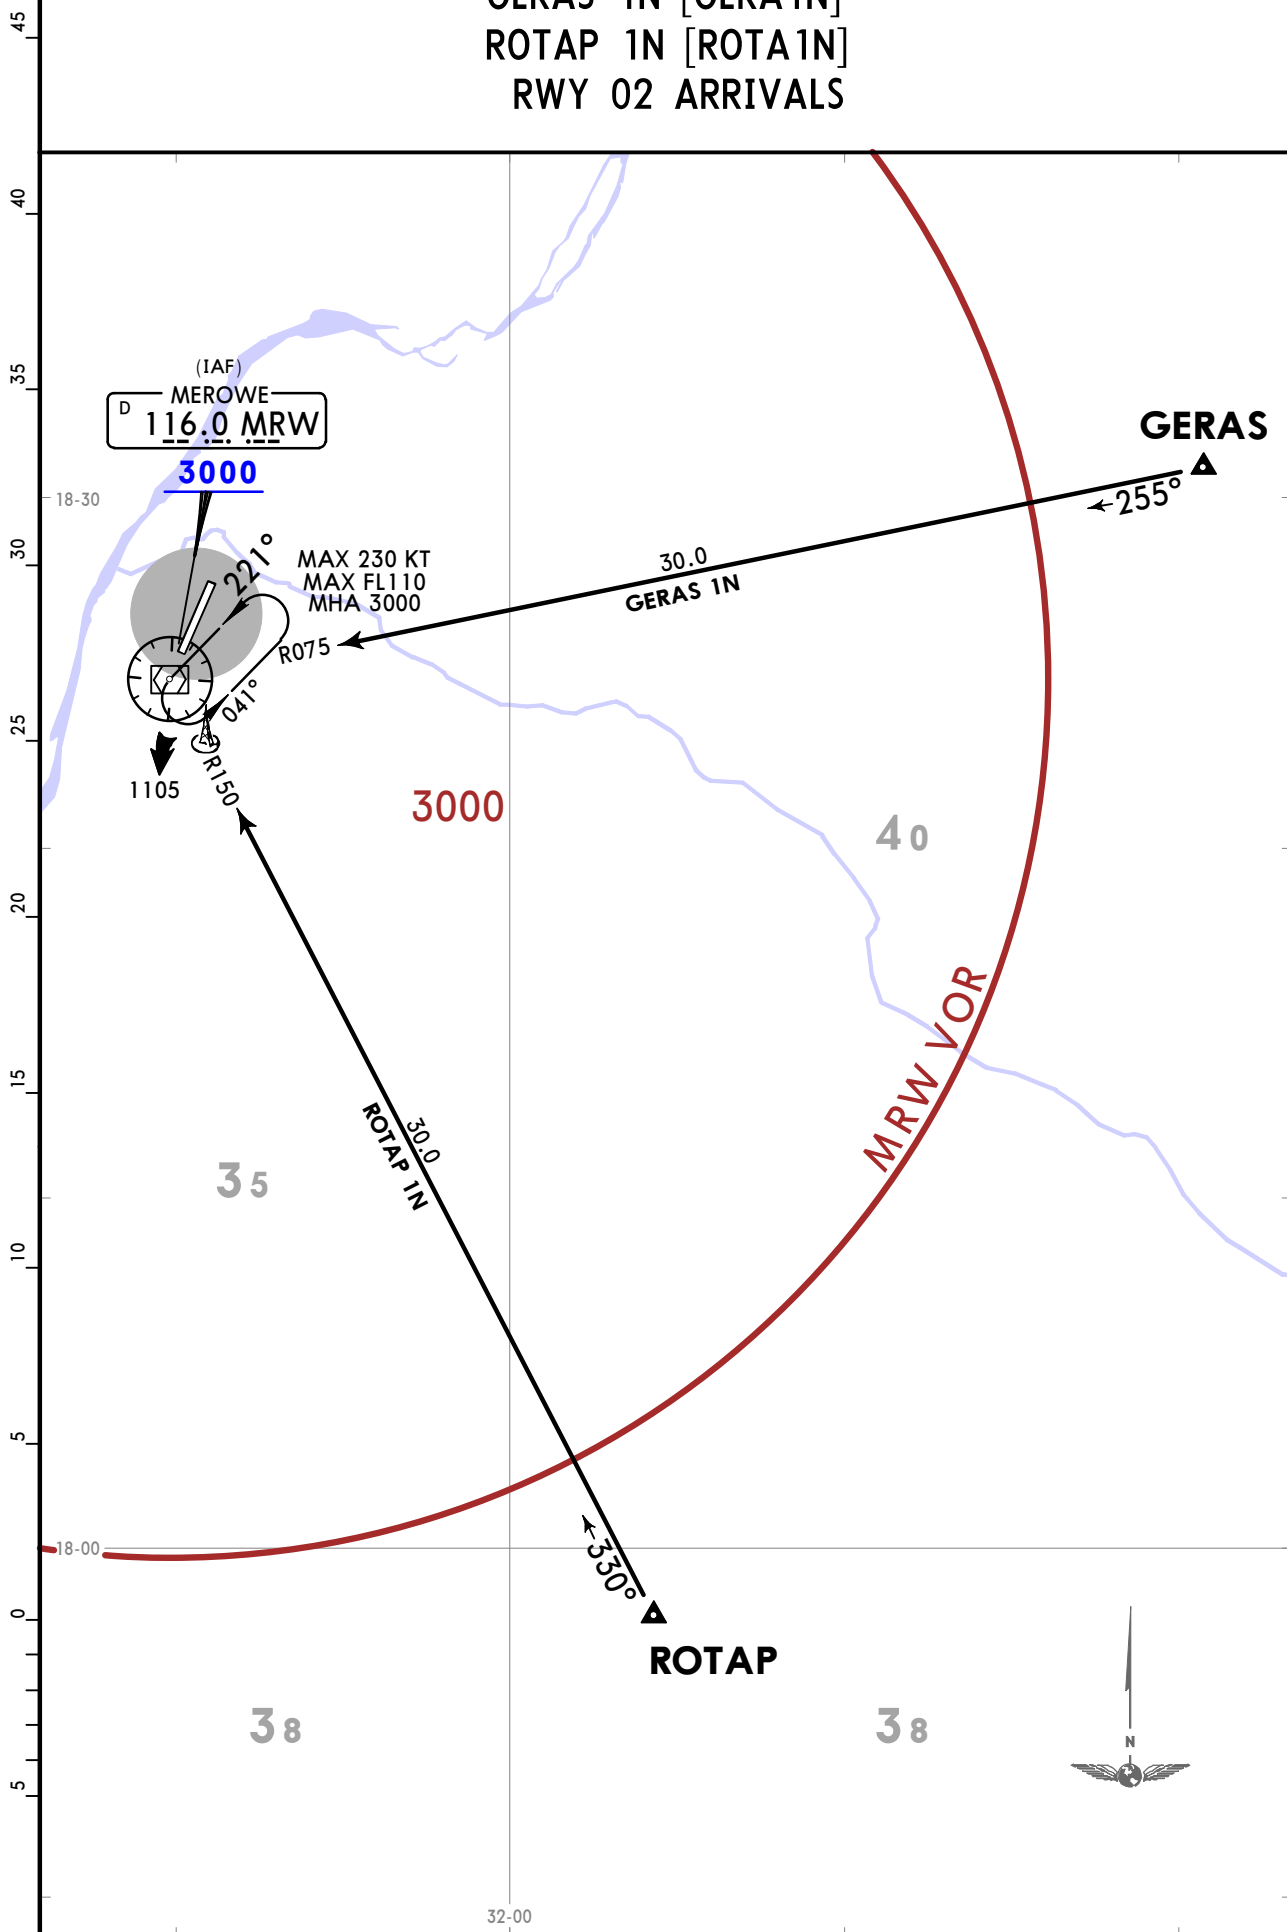 GERAS 1N [GERA1N]
ROTAP 1N [ROTA1N]
RWY 02 ARRIVALS
45
40
35
30
25
20
15
10
5
0
5
(IAF)
MEROWE
D 116.0 MRW
3000
18-30
221°
MAX 230 KT
MAX FL110
MHA 3000
R075
041°
30.0
GERAS 1N
GERAS
255°
R150
1105
3000
40
MRW VOR
30.0
ROTAP 1N
35
18-00
330°
ROTAP
38
38
N
32-00